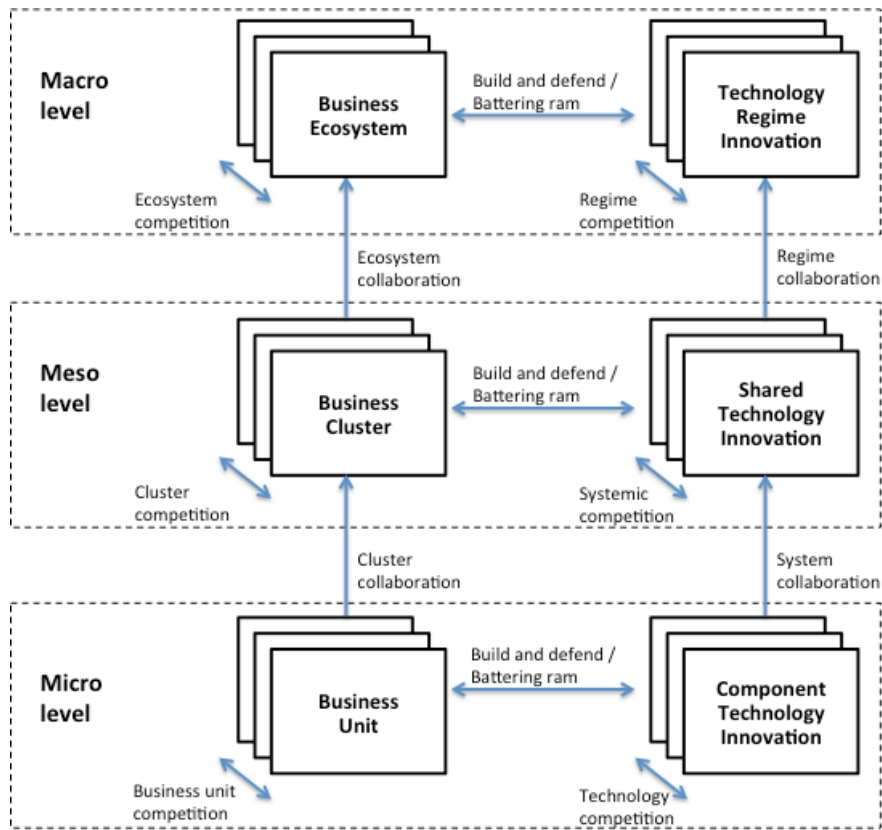 Macro
level
Business
Ecosystem
Build and defend /
Battering ram
Technology
Regime
Innovation
Ecosystem
competition
Regime
competition
Ecosystem
collaboration
Regime
collaboration
Meso
level
Business
Cluster
Build and defend /
Battering ram
Shared
Technology
Innovation
Cluster
competition
Systemic
competition
Cluster
collaboration
System
collaboration
Micro
level
Business
Unit
Build and defend /
Battering ram
Component
Technology
Innovation
Business unit
competition
Technology
competition